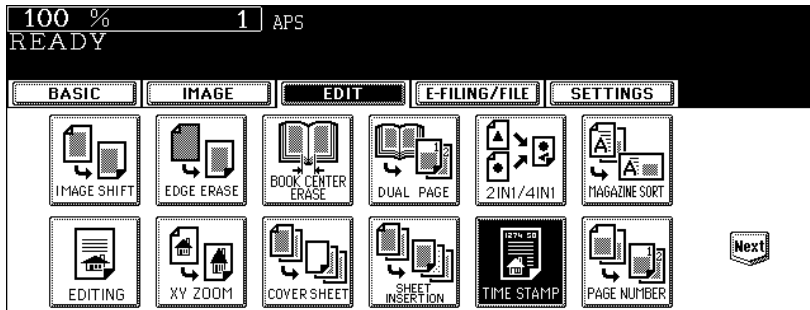 100 % 1 APS
READY
BASIC IMAGE EDIT E-FILING/FILE SETTINGS
IMAGE SHIFT EDGE ERASE BOOK CENTER ERASE DUAL PAGE 2IN1/4IN1 MAGAZINE SORT
EDITING XY ZOOM COVER SHEET SHEET INSERTION TIME STAMP PAGE NUMBER Next